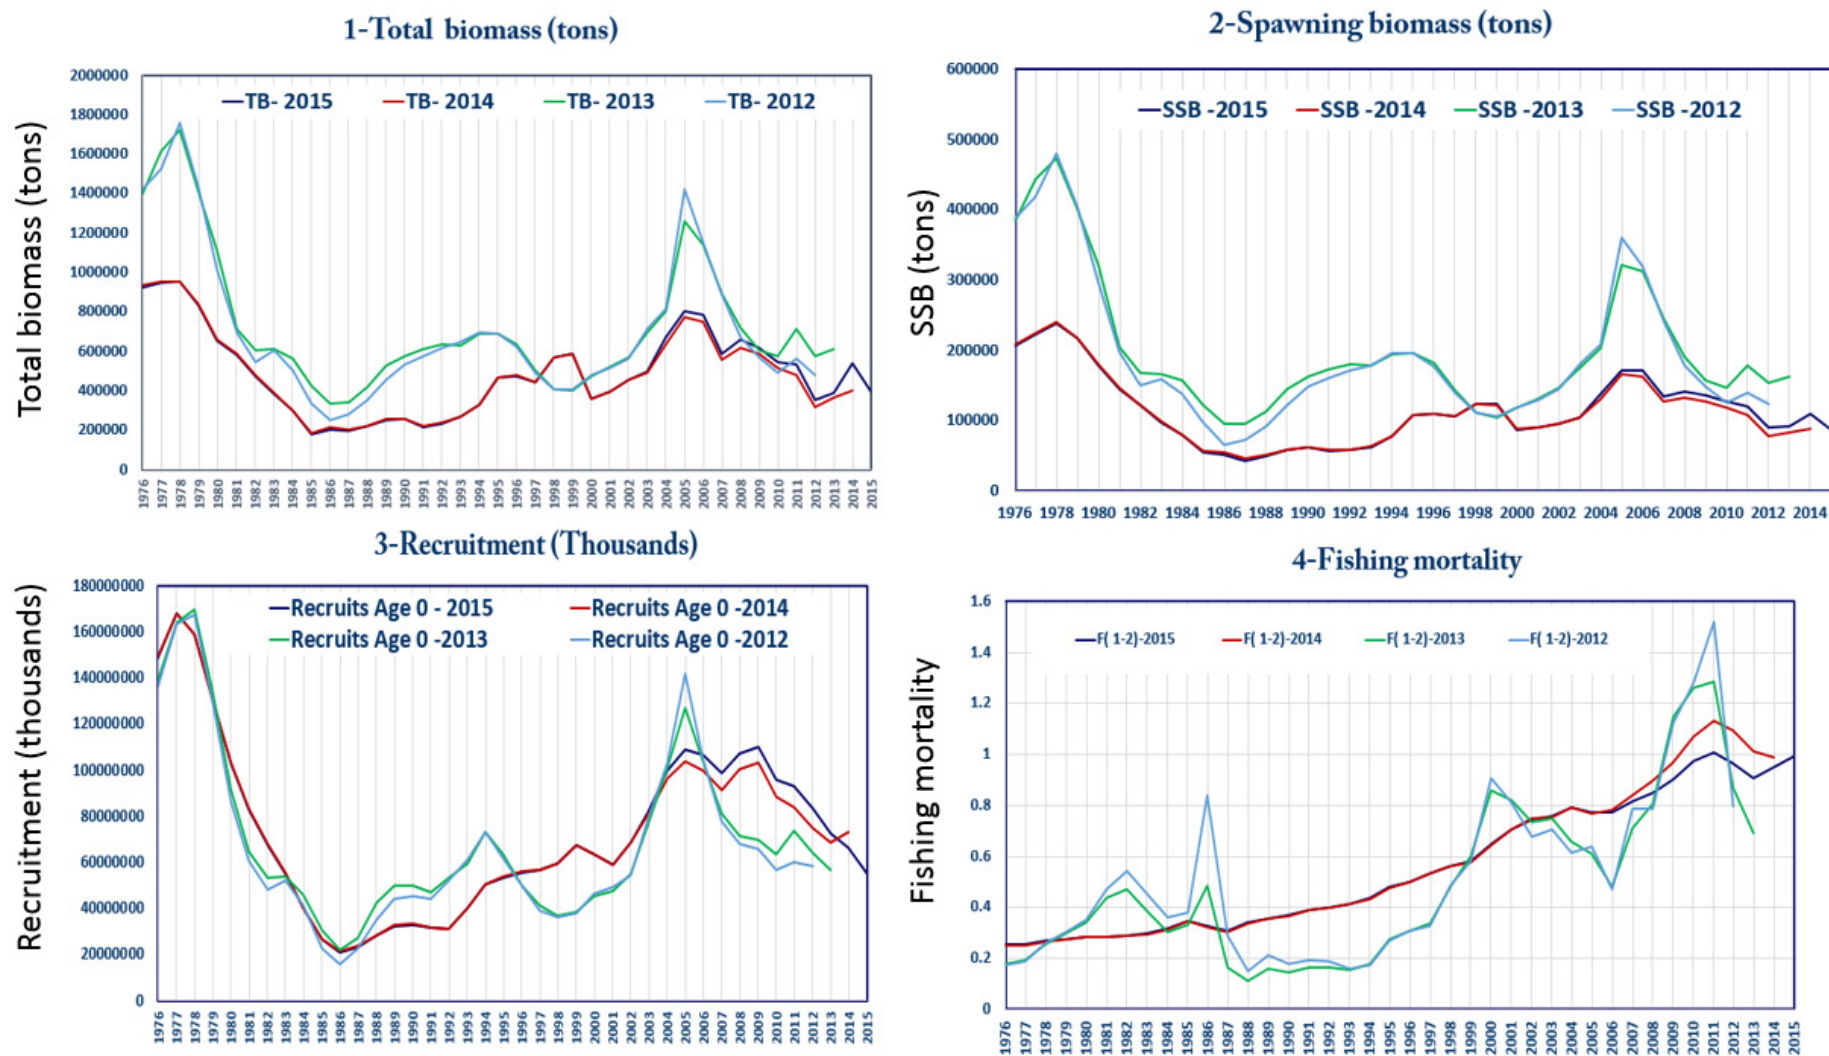 1-Total biomass (tons)
Total biomass (tons)
2000000
1800000
1600000
1400000
1200000
1000000
800000
600000
400000
200000
0
TB- 2015 TB- 2014 TB- 2013 TB- 2012
1976 1977 1978 1979 1980 1981 1982 1983 1984 1985 1986 1987 1988 1989 1990 1991 1992 1993 1994 1995 1996 1997 1998 1999 2000 2001 2002 2003 2004 2005 2006 2007 2008 2009 2010 2011 2012 2013 2014 2015
2-Spawning biomass (tons)
SSB (tons)
600000
500000
400000
300000
200000
100000
0
SSB -2015 SSB -2014 SSB -2013 SSB -2012
1976 1978 1980 1982 1984 1986 1988 1990 1992 1994 1996 1998 2000 2002 2004 2006 2008 2010 2012 2014
3-Recruitment (Thousands)
Recruitment (thousands)
180000000
160000000
140000000
120000000
100000000
80000000
60000000
40000000
20000000
0
Recruits Age 0 - 2015 Recruits Age 0 -2014
Recruits Age 0 -2013 Recruits Age 0 -2012
1976 1977 1978 1979 1980 1981 1982 1983 1984 1985 1986 1987 1988 1989 1990 1991 1992 1993 1994 1995 1996 1997 1998 1999 2000 2001 2002 2003 2004 2005 2006 2007 2008 2009 2010 2011 2012 2013 2014 2015
4-Fishing mortality
Fishing mortality
1.6
1.4
1.2
1
0.8
0.6
0.4
0.2
0
F( 1-2)-2015 F( 1-2)-2014 F( 1-2)-2013 F( 1-2)-2012
1976 1977 1978 1979 1980 1981 1982 1983 1984 1985 1986 1987 1988 1989 1990 1991 1992 1993 1994 1995 1996 1997 1998 1999 2000 2001 2002 2003 2004 2005 2006 2007 2008 2009 2010 2011 2012 2013 2014 2015